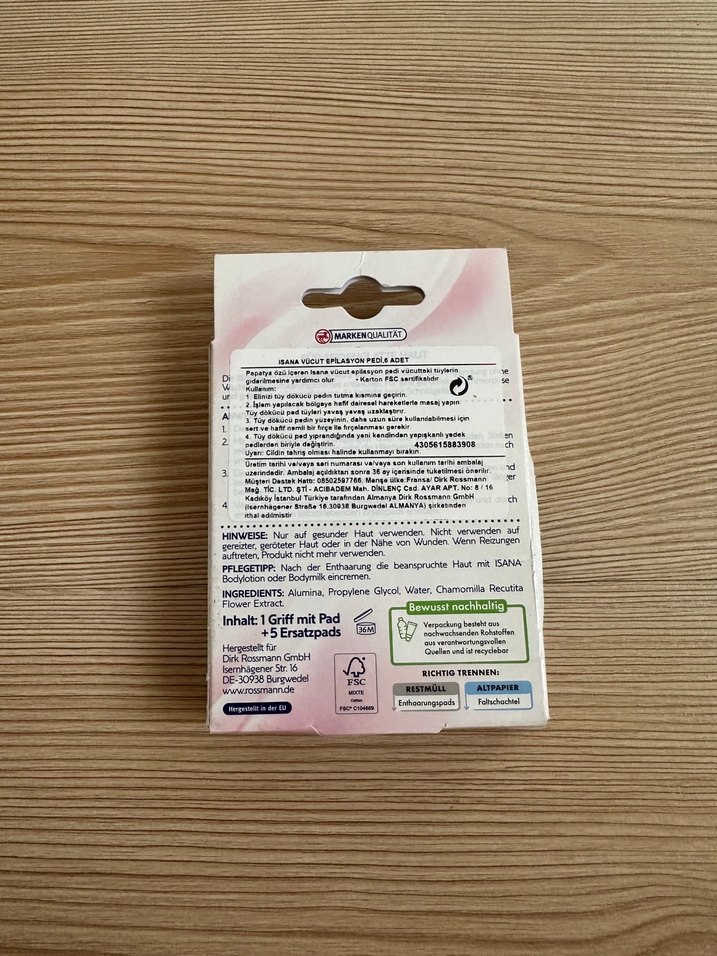 MARKENQUALITÄT
ISANA VÜCUT EPİLASYON PEDİ,6 ADET
Papatya özü içeren Isana vücut epilasyon pedi vücuttaki tüylerin
giderilmesine yardımcı olur - Karton FSC sertifikalıdır
Kullanım:
1. Elinizi tüy dökücü pedin tutma kısmına geçirin.
2. İşlem yapılacak bölgeye hafif dairesel hareketlerle masaj yapın.
Tüy dökücü ped tüyleri yavaş yavaş uzaklaştırır.
3. Tüy dökücü pedin yüzeyinin, daha uzun süre kullanılabilmesi için
sert ve hafif nemli bir fırça ile fırçalanması gerekir.
4. Tüy dökücü ped yıprandığında yeni kendinden yapışkanlı yedek
pedlerden biriyle değiştirin. 4305615883908
Uyarı: Cildin tahriş olması halinde kullanmayı bırakın.
Üretim tarihi ve/veya seri numarası ve/veya son kullanım tarihi ambalaj
üzerindedir. Ambalaj açıldıktan sonra 36 ay içerisinde tüketilmesi önerilir.
Müşteri Destek Hattı: 08502597766. Menşe ülke:Fransa/ Dirk Rossmann
Mağ. TİC. LTD. ŞTİ - ACIBADEM Mah. DİNLENÇ Cad. AYAR APT. No: 8 / 16
Kadıköy İstanbul Türkiye tarafından Almanya Dirk Rossmann GmbH
(Isernhägener Straße 16.30938 Burgwedel ALMANYA) şirketinden
ithal edilmiştir
HINWEISE: Nur auf gesunder Haut verwenden. Nicht verwenden auf
gereizter, geröteter Haut oder in der Nähe von Wunden. Wenn Reizungen
auftreten, Produkt nicht mehr verwenden.
PFLEGETIPP: Nach der Enthaarung die beanspruchte Haut mit ISANA
Bodylotion oder Bodymilk eincremen.
INGREDIENTS: Alumina, Propylene Glycol, Water, Chamomilla Recutita
Flower Extract.
Inhalt: 1 Griff mit Pad
+ 5 Ersatzpads
36M
Hergestellt für
Dirk Rossmann GmbH
Isernhägener Str. 16
DE-30938 Burgwedel
www.rossmann.de
Hergestellt in der EU
FSC
MIXTE
Carton
FSC® C104669
Bewusst nachhaltig
Verpackung besteht aus
nachwachsenden Rohstoffen
aus verantwortungsvollen
Quellen und ist recyclebar
RICHTIG TRENNEN:
RESTMÜLL
Enthaarungspads
ALTPAPIER
Faltschachtel